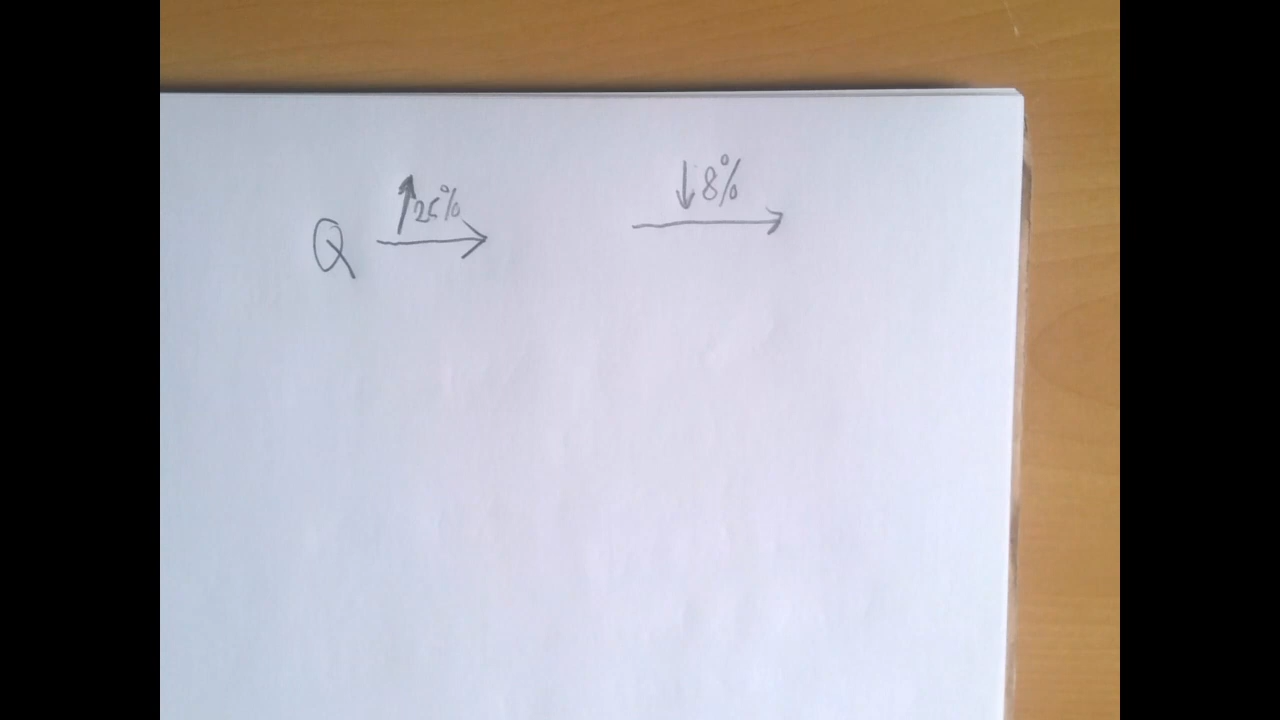 Q ↑25% → ↓8% →